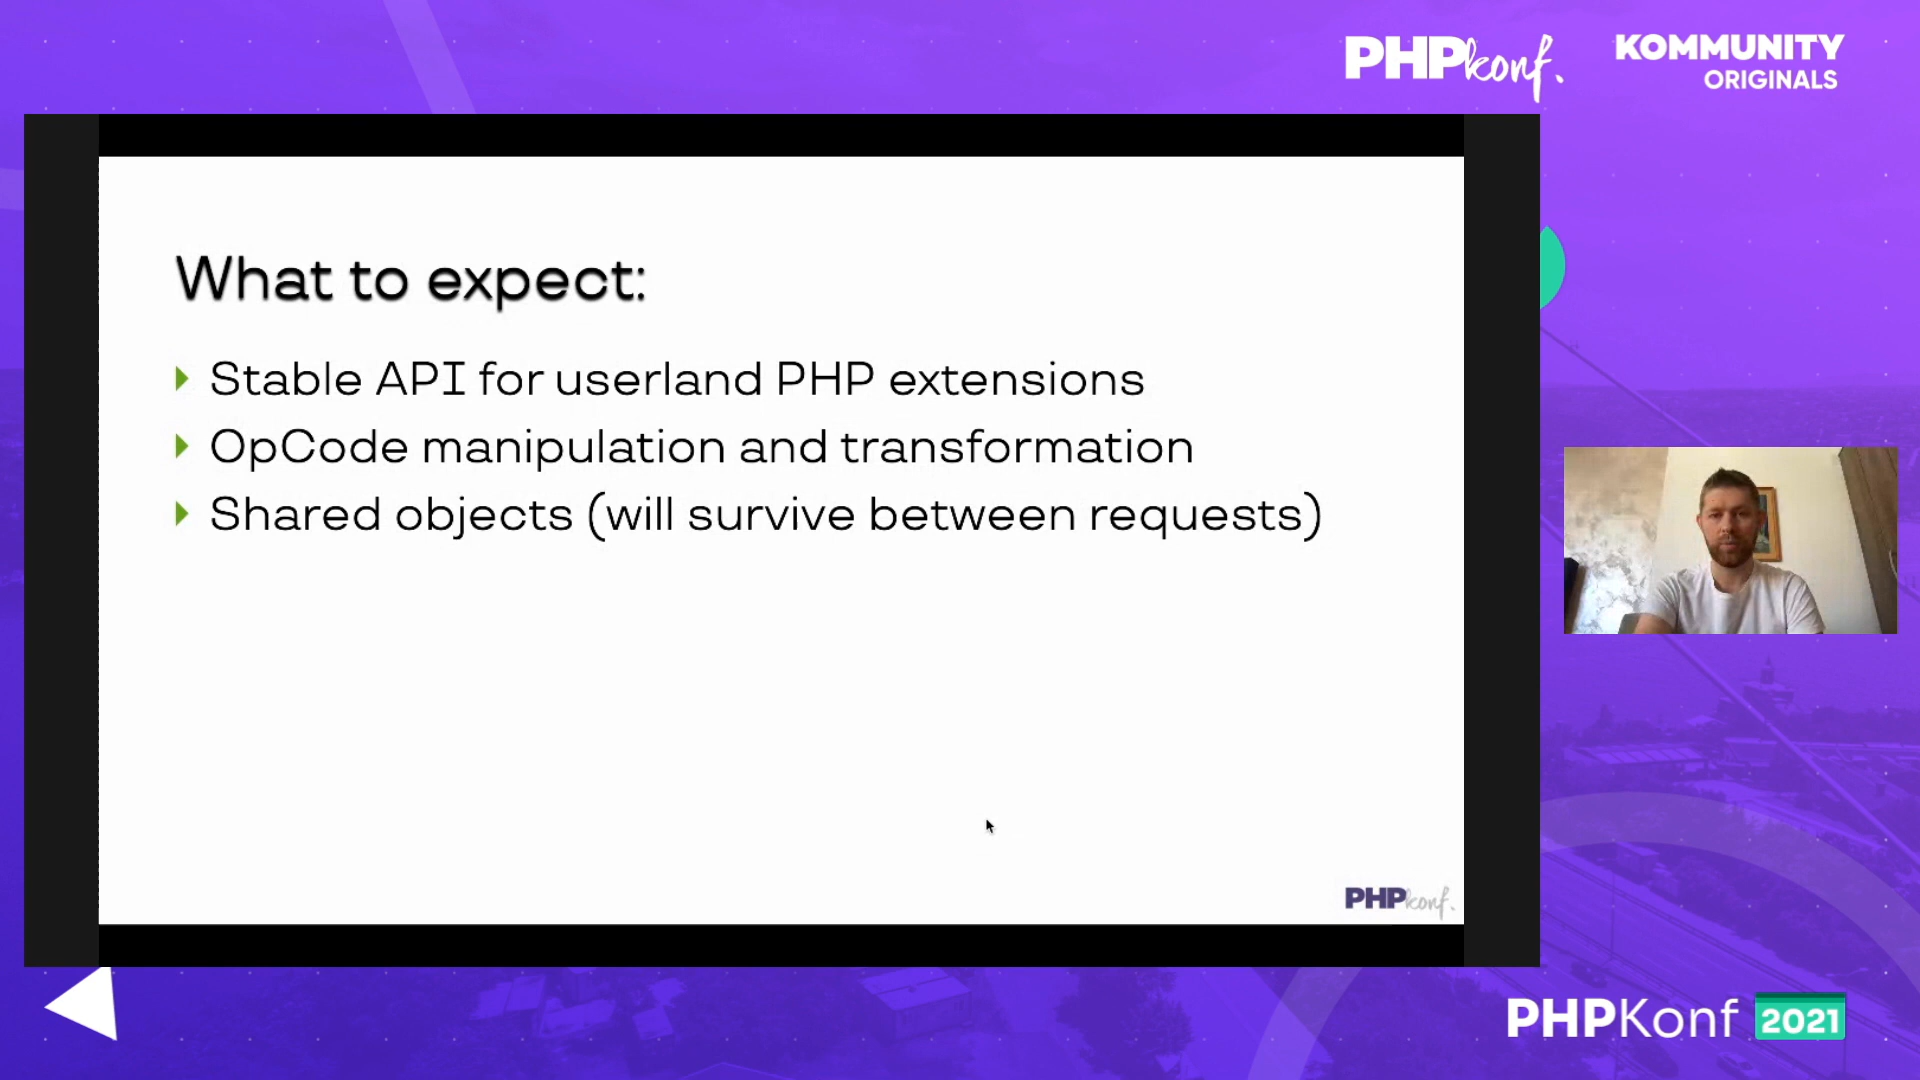 PHPkonf.
KOMMUNITY
ORIGINALS
What to expect:
Stable API for userland PHP extensions
OpCode manipulation and transformation
Shared objects (will survive between requests)
PHPkonf.
PHPKonf 2021